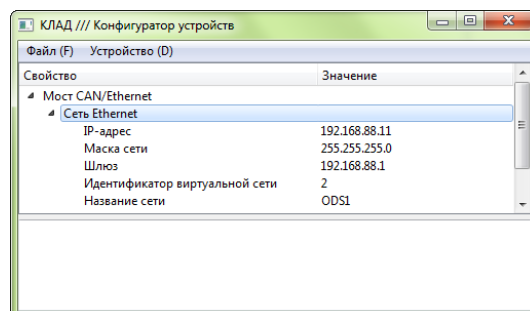 КЛАД /// Конфигуратор устройств
Файл (F) Устройство (D)
Свойство Значение
Мост CAN/Ethernet
Сеть Ethernet
IP-адрес 192.168.88.11
Маска сети 255.255.255.0
Шлюз 192.168.88.1
Идентификатор виртуальной сети 2
Название сети ODS1